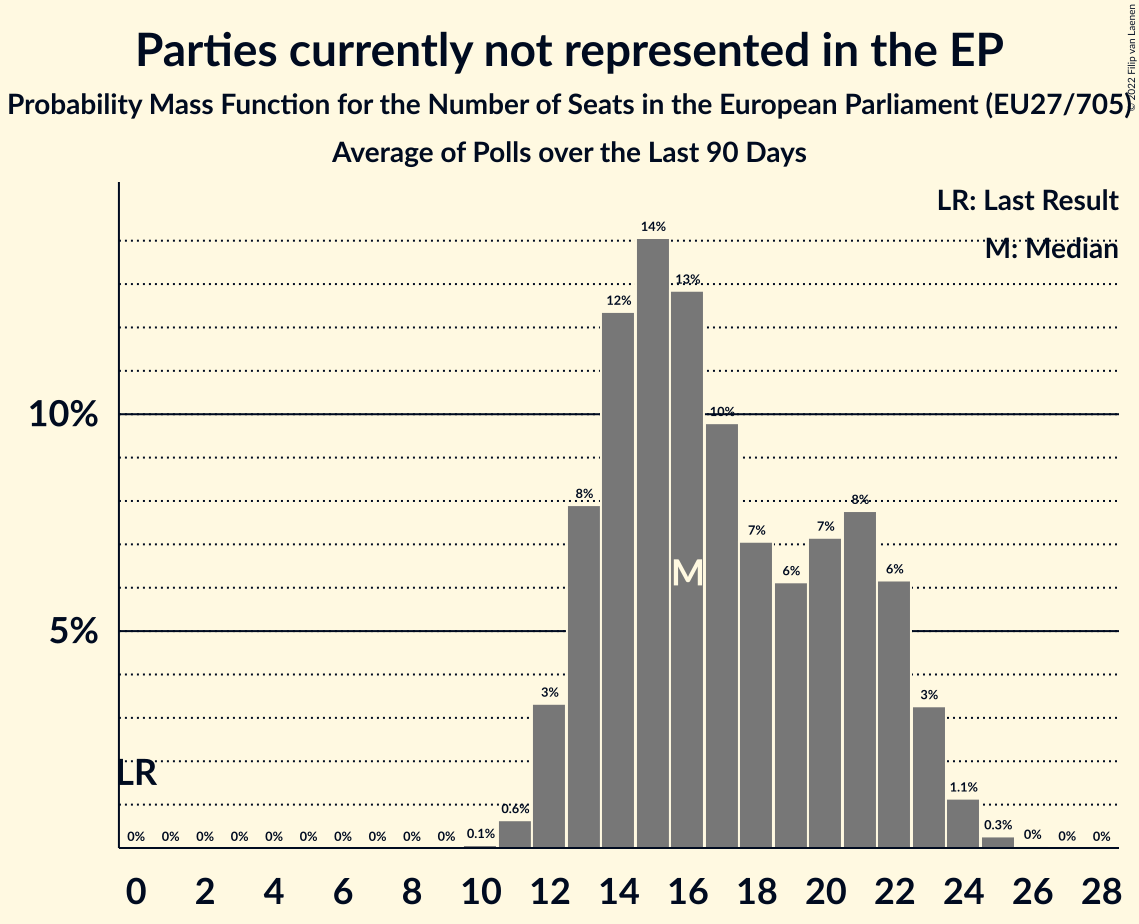 Parties currently not represented in the EP
Probability Mass Function for the Number of Seats in the European Parliament (EU27/705)
Average of Polls over the Last 90 Days
© 2022 Filip van Laenen
LR: Last Result
M: Median
10%
5%
LR
M
0% 0% 0% 0% 0% 0% 0% 0% 0% 0% 0.1% 0.6% 3% 8% 12% 14% 13% 10% 7% 6% 7% 8% 6% 3% 1.1% 0.3% 0% 0% 0%
0 2 4 6 8 10 12 14 16 18 20 22 24 26 28